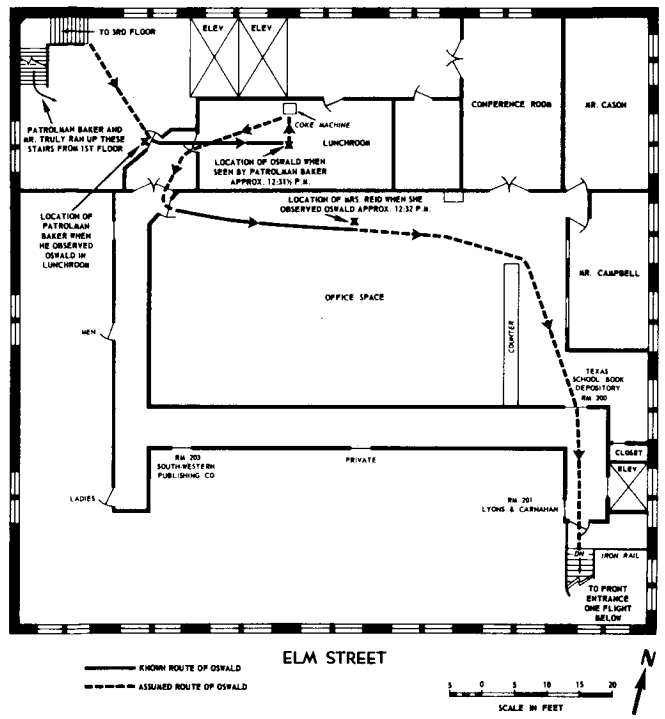 TO 3RD FLOOR
ELEV.
ELEV.
COKE MACHINE
LUNCHROOM
CONFERENCE ROOM
MR. CASON
PATROLMAN BAKER AND
MR. TRULY RAN UP THESE
STAIRS FROM 1ST FLOOR
LOCATION OF OSWALD WHEN
SEEN BY PATROLMAN BAKER
APPROX. 12:31½ P.M.
LOCATION OF MRS. REID WHEN SHE
OBSERVED OSWALD APPROX. 12:32 P.M.
LOCATION OF
PATROLMAN
BAKER WHEN
HE OBSERVED
OSWALD IN
LUNCHROOM
MR. CAMPBELL
OFFICE SPACE
COUNTER
MEN
TEXAS
SCHOOL BOOK
DEPOSITORY
RM 200
RM 203
SOUTH-WESTERN
PUBLISHING CO
PRIVATE
CLOSET
ELEV
LADIES
RM 201
LYONS & CARNAHAN
DN
IRON RAIL
TO FRONT
ENTRANCE
ONE FLIGHT
BELOW
ELM STREET
KNOWN ROUTE OF OSWALD
ASSUMED ROUTE OF OSWALD
5 0 5 10 15 20
SCALE IN FEET
N